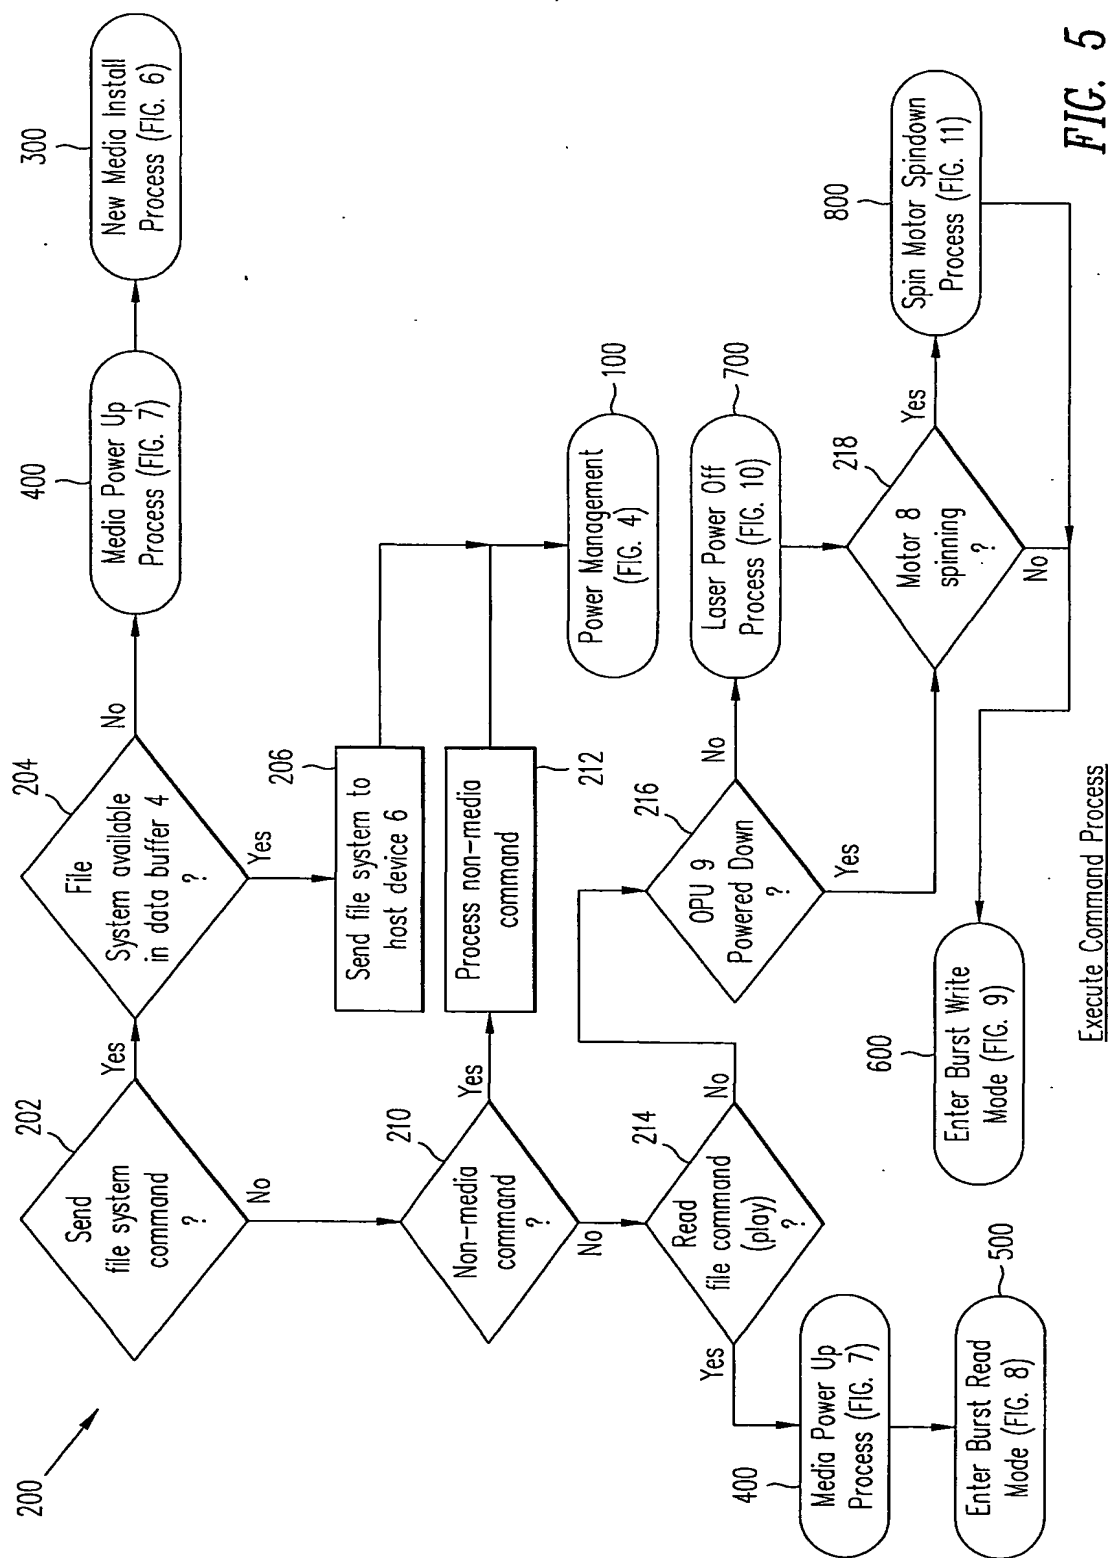 200
202
Send
file system
command
?
Yes
No
204
File
System available
in data buffer 4
?
No
Yes
400
Media Power Up
Process (FIG. 7)
300
New Media Install
Process (FIG. 6)
206
Send file system to
host device 6
210
Non-media
command
?
Yes
No
212
Process non-media
command
100
Power Management
(FIG. 4)
214
Read
file command
(play)
?
Yes
No
400
Media Power Up
Process (FIG. 7)
500
Enter Burst Read
Mode (FIG. 8)
216
OPU 9
Powered Down
?
No
Yes
700
Laser Power Off
Process (FIG. 10)
218
Motor 8
spinning
?
Yes
No
800
Spin Motor Spindown
Process (FIG. 11)
600
Enter Burst Write
Mode (FIG. 9)
Execute Command Process
FIG. 5